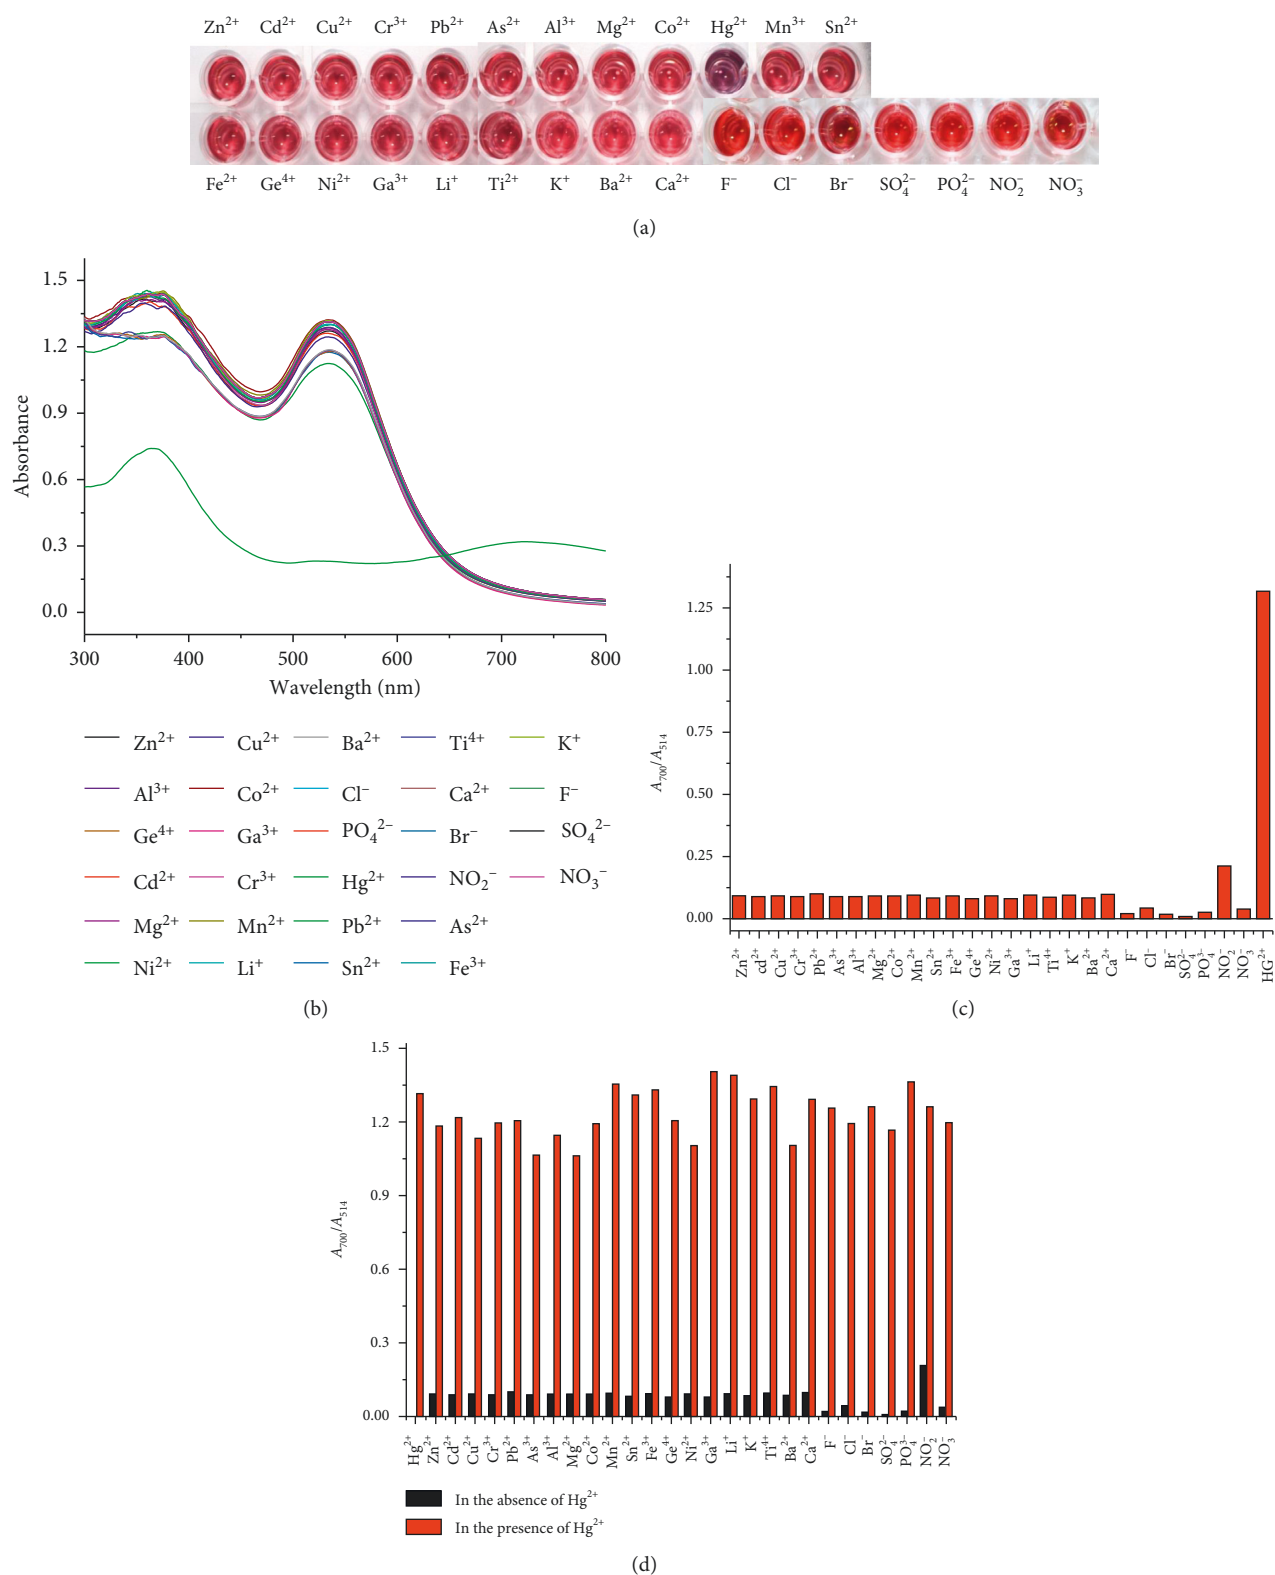 Zn²⁺ Cd²⁺ Cu²⁺ Cr³⁺ Pb²⁺ As²⁺ Al³⁺ Mg²⁺ Co²⁺ Hg²⁺ Mn³⁺ Sn²⁺
Fe²⁺ Ge⁴⁺ Ni²⁺ Ga³⁺ Li⁺ Ti²⁺ K⁺ Ba²⁺ Ca²⁺ F⁻ Cl⁻ Br⁻ SO₄²⁻ PO₄²⁻ NO₂⁻ NO₃⁻
(a)
1.5
1.2
0.9
0.6
0.3
0.0
Absorbance
300 400 500 600 700 800
Wavelength (nm)
Zn²⁺ Cu²⁺ Ba²⁺ Ti⁴⁺ K⁺
Al³⁺ Co²⁺ Cl⁻ Ca²⁺ F⁻
Ge⁴⁺ Ga³⁺ PO₄²⁻ Br⁻ SO₄²⁻
Cd²⁺ Cr³⁺ Hg²⁺ NO₂⁻ NO₃⁻
Mg²⁺ Mn²⁺ Pb²⁺ As²⁺
Ni²⁺ Li⁺ Sn²⁺ Fe³⁺
(b)
1.25
1.00
0.75
0.50
0.25
0.00
A₇₀₀/A₅₁₄
Zn²⁺ cd²⁺ Cu²⁺ Cr³⁺ Pb²⁺ As³⁺ Al³⁺ Mg²⁺ Co²⁺ Mn²⁺ Sn²⁺ Fe³⁺ Ge⁴⁺ Ni²⁺ Ga³⁺ Li⁺ Ti⁴⁺ K⁺ Ba²⁺ Ca²⁺ F⁻ Cl⁻ Br⁻ SO₄²⁻ PO₄³⁻ NO₂⁻ NO₃⁻ HG²⁺
(c)
1.5
1.2
0.9
0.6
0.3
0.00
A₇₀₀/A₅₁₄
Hg²⁺ Zn²⁺ Cd²⁺ Cu²⁺ Cr³⁺ Pb²⁺ As³⁺ Al³⁺ Mg²⁺ Co²⁺ Mn²⁺ Sn²⁺ Fe³⁺ Ge⁴⁺ Ni²⁺ Ga³⁺ Li⁺ K⁺ Ti⁴⁺ Ba²⁺ Ca²⁺ F⁻ Cl⁻ Br⁻ SO₄²⁻ PO₄³⁻ NO₂⁻ NO₃⁻
In the absence of Hg²⁺
In the presence of Hg²⁺
(d)